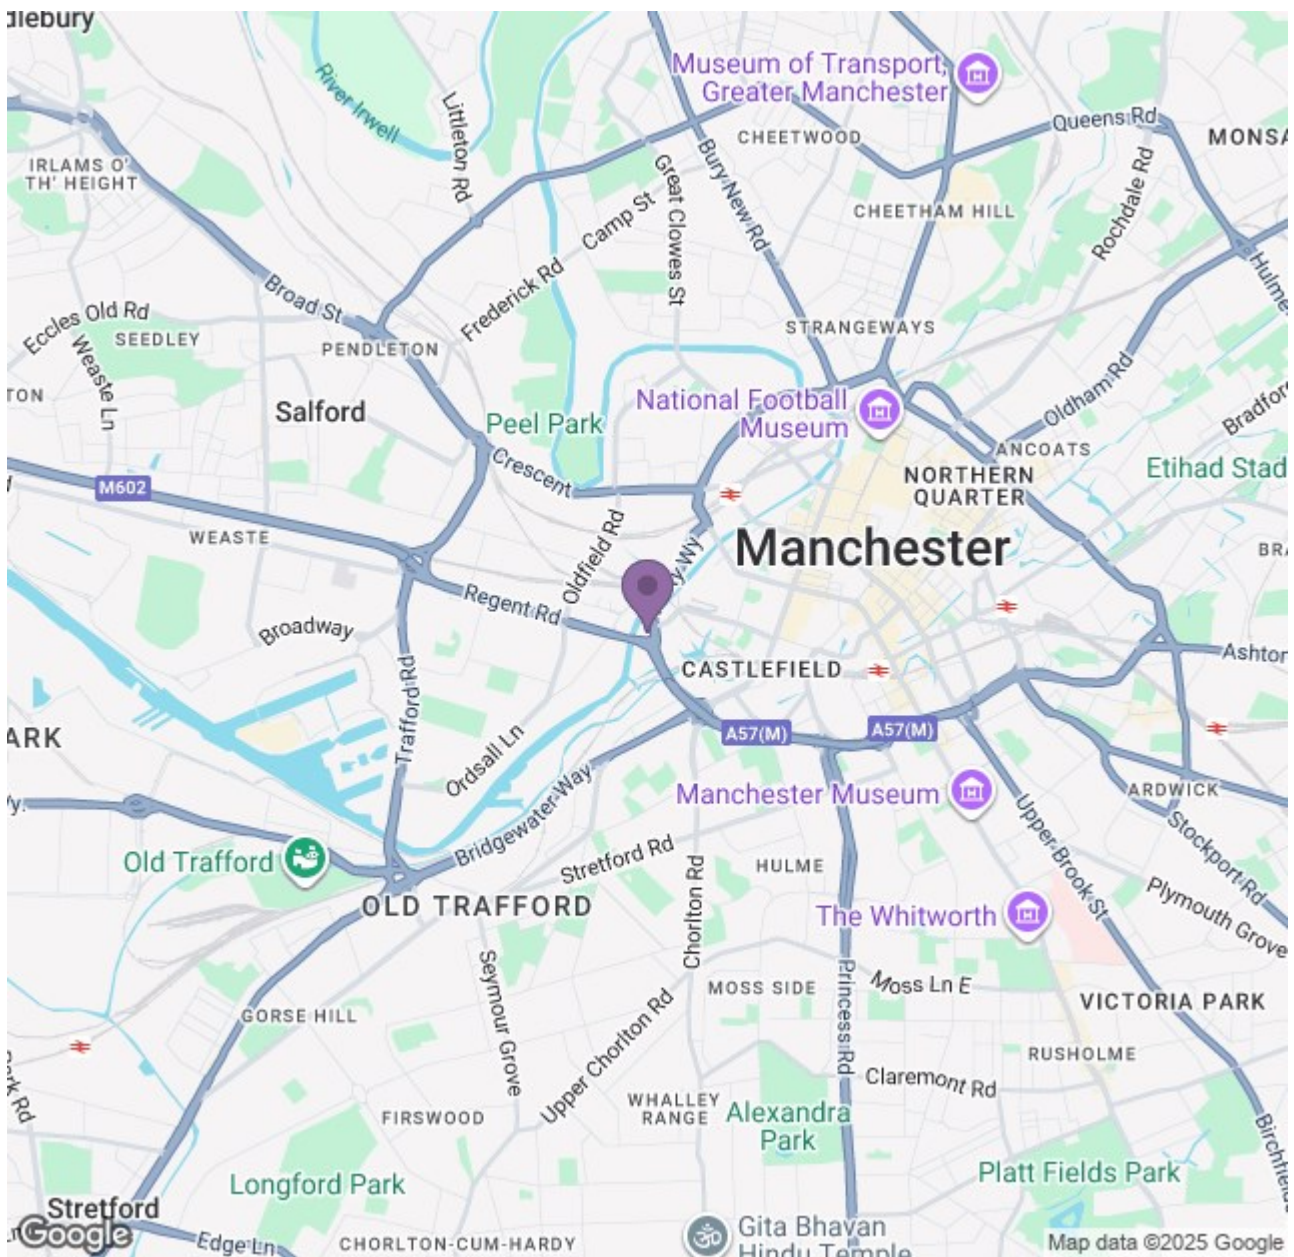 dlebury
Museum of Transport,
Greater Manchester
Queens Rd
MONSA
CHEETWOOD
River Irwell
Littleton Rd
IRLAMS O'
TH' HEIGHT
Great Clowes St
Bury New Rd
Rochdale Rd
Camp St
CHEETHAM HILL
Frederick Rd
Broad St
Hulme
Eccles Old Rd
SEEDLEY
STRANGEWAYS
PENDLETON
Weaste Ln
TON
Salford
National Football
Museum
Oldham Rd
Bradfor
Peel Park
ANCOATS
Crescent
NORTHERN
QUARTER
Etihad Stad
M602
WEASTE
Oldfield Rd
Manchester
BRA
Wy
Regent Rd
Broadway
CASTLEFIELD
Ashton
Trafford Rd
ARK
A57(M)
A57(M)
Ordsall Ln
Manchester Museum
ARDWICK
y.
Bridgewater Way
Upper Brook St
Stockport Rd
Old Trafford
Stretford Rd
HULME
OLD TRAFFORD
Chorlton Rd
The Whitworth
Plymouth Grove
Seymour Grove
Princess Rd
MOSS SIDE
Moss Ln E
VICTORIA PARK
GORSE HILL
Upper Chorlton Rd
RUSHOLME
Claremont Rd
ark Rd
FIRSWOOD
WHALLEY
RANGE
Alexandra
Park
Birchfields
Longford Park
Platt Fields Park
Stretford
Ln
Google
Edge Ln
CHORLTON-CUM-HARDY
Gita Bhavan
Hindu Temple
Map data ©2025 Google